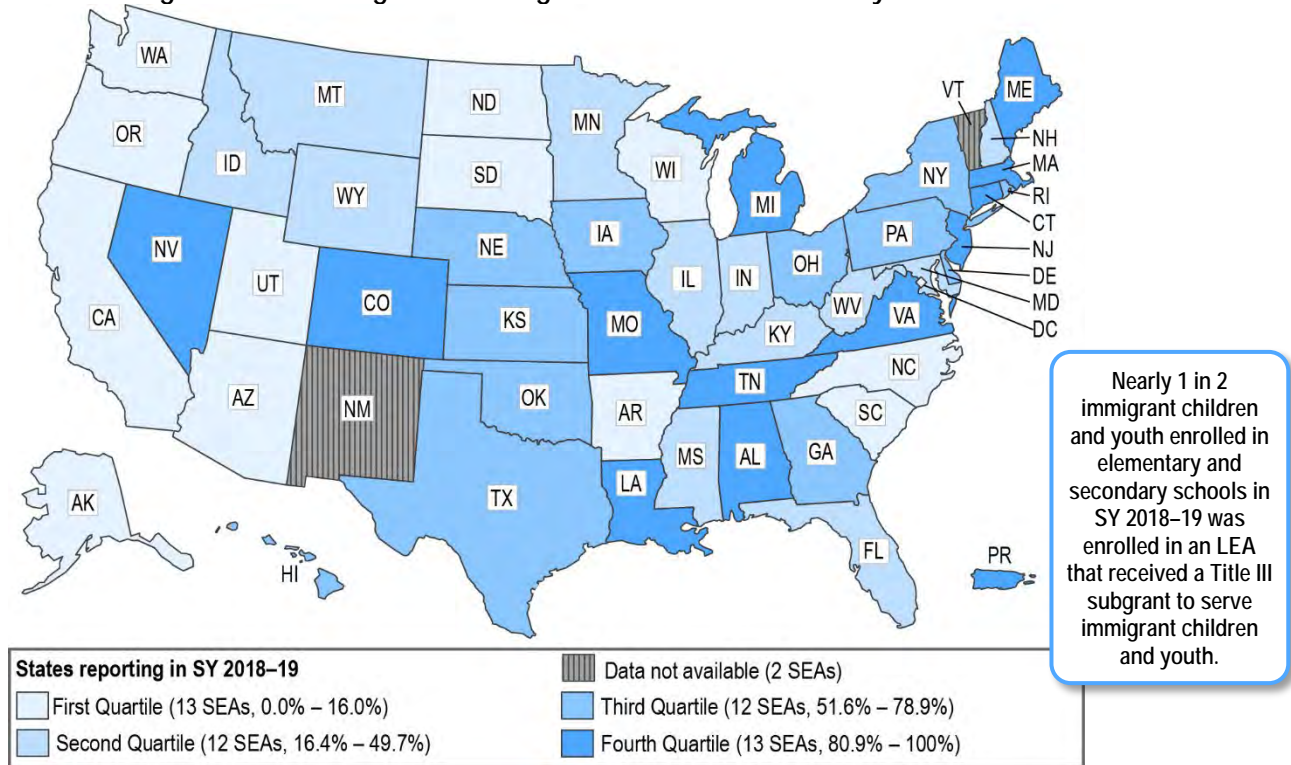 WA
MT
ND
MN
VT
ME
OR
ID
SD
WI
NH
MA
WY
MI
NY
RI
CT
NV
NE
IA
PA
NJ
UT
IL
IN
OH
DE
CA
CO
KS
MO
WV
VA
MD
KY
DC
AZ
NM
OK
AR
TN
NC
SC
MS
AL
GA
AK
TX
LA
FL
HI
PR
Nearly 1 in 2
immigrant children
and youth enrolled in
elementary and
secondary schools in
SY 2018–19 was
enrolled in an LEA
that received a Title III
subgrant to serve
immigrant children
and youth.
States reporting in SY 2018–19
Data not available (2 SEAs)
First Quartile (13 SEAs, 0.0% – 16.0%)
Third Quartile (12 SEAs, 51.6% – 78.9%)
Second Quartile (12 SEAs, 16.4% – 49.7%)
Fourth Quartile (13 SEAs, 80.9% – 100%)